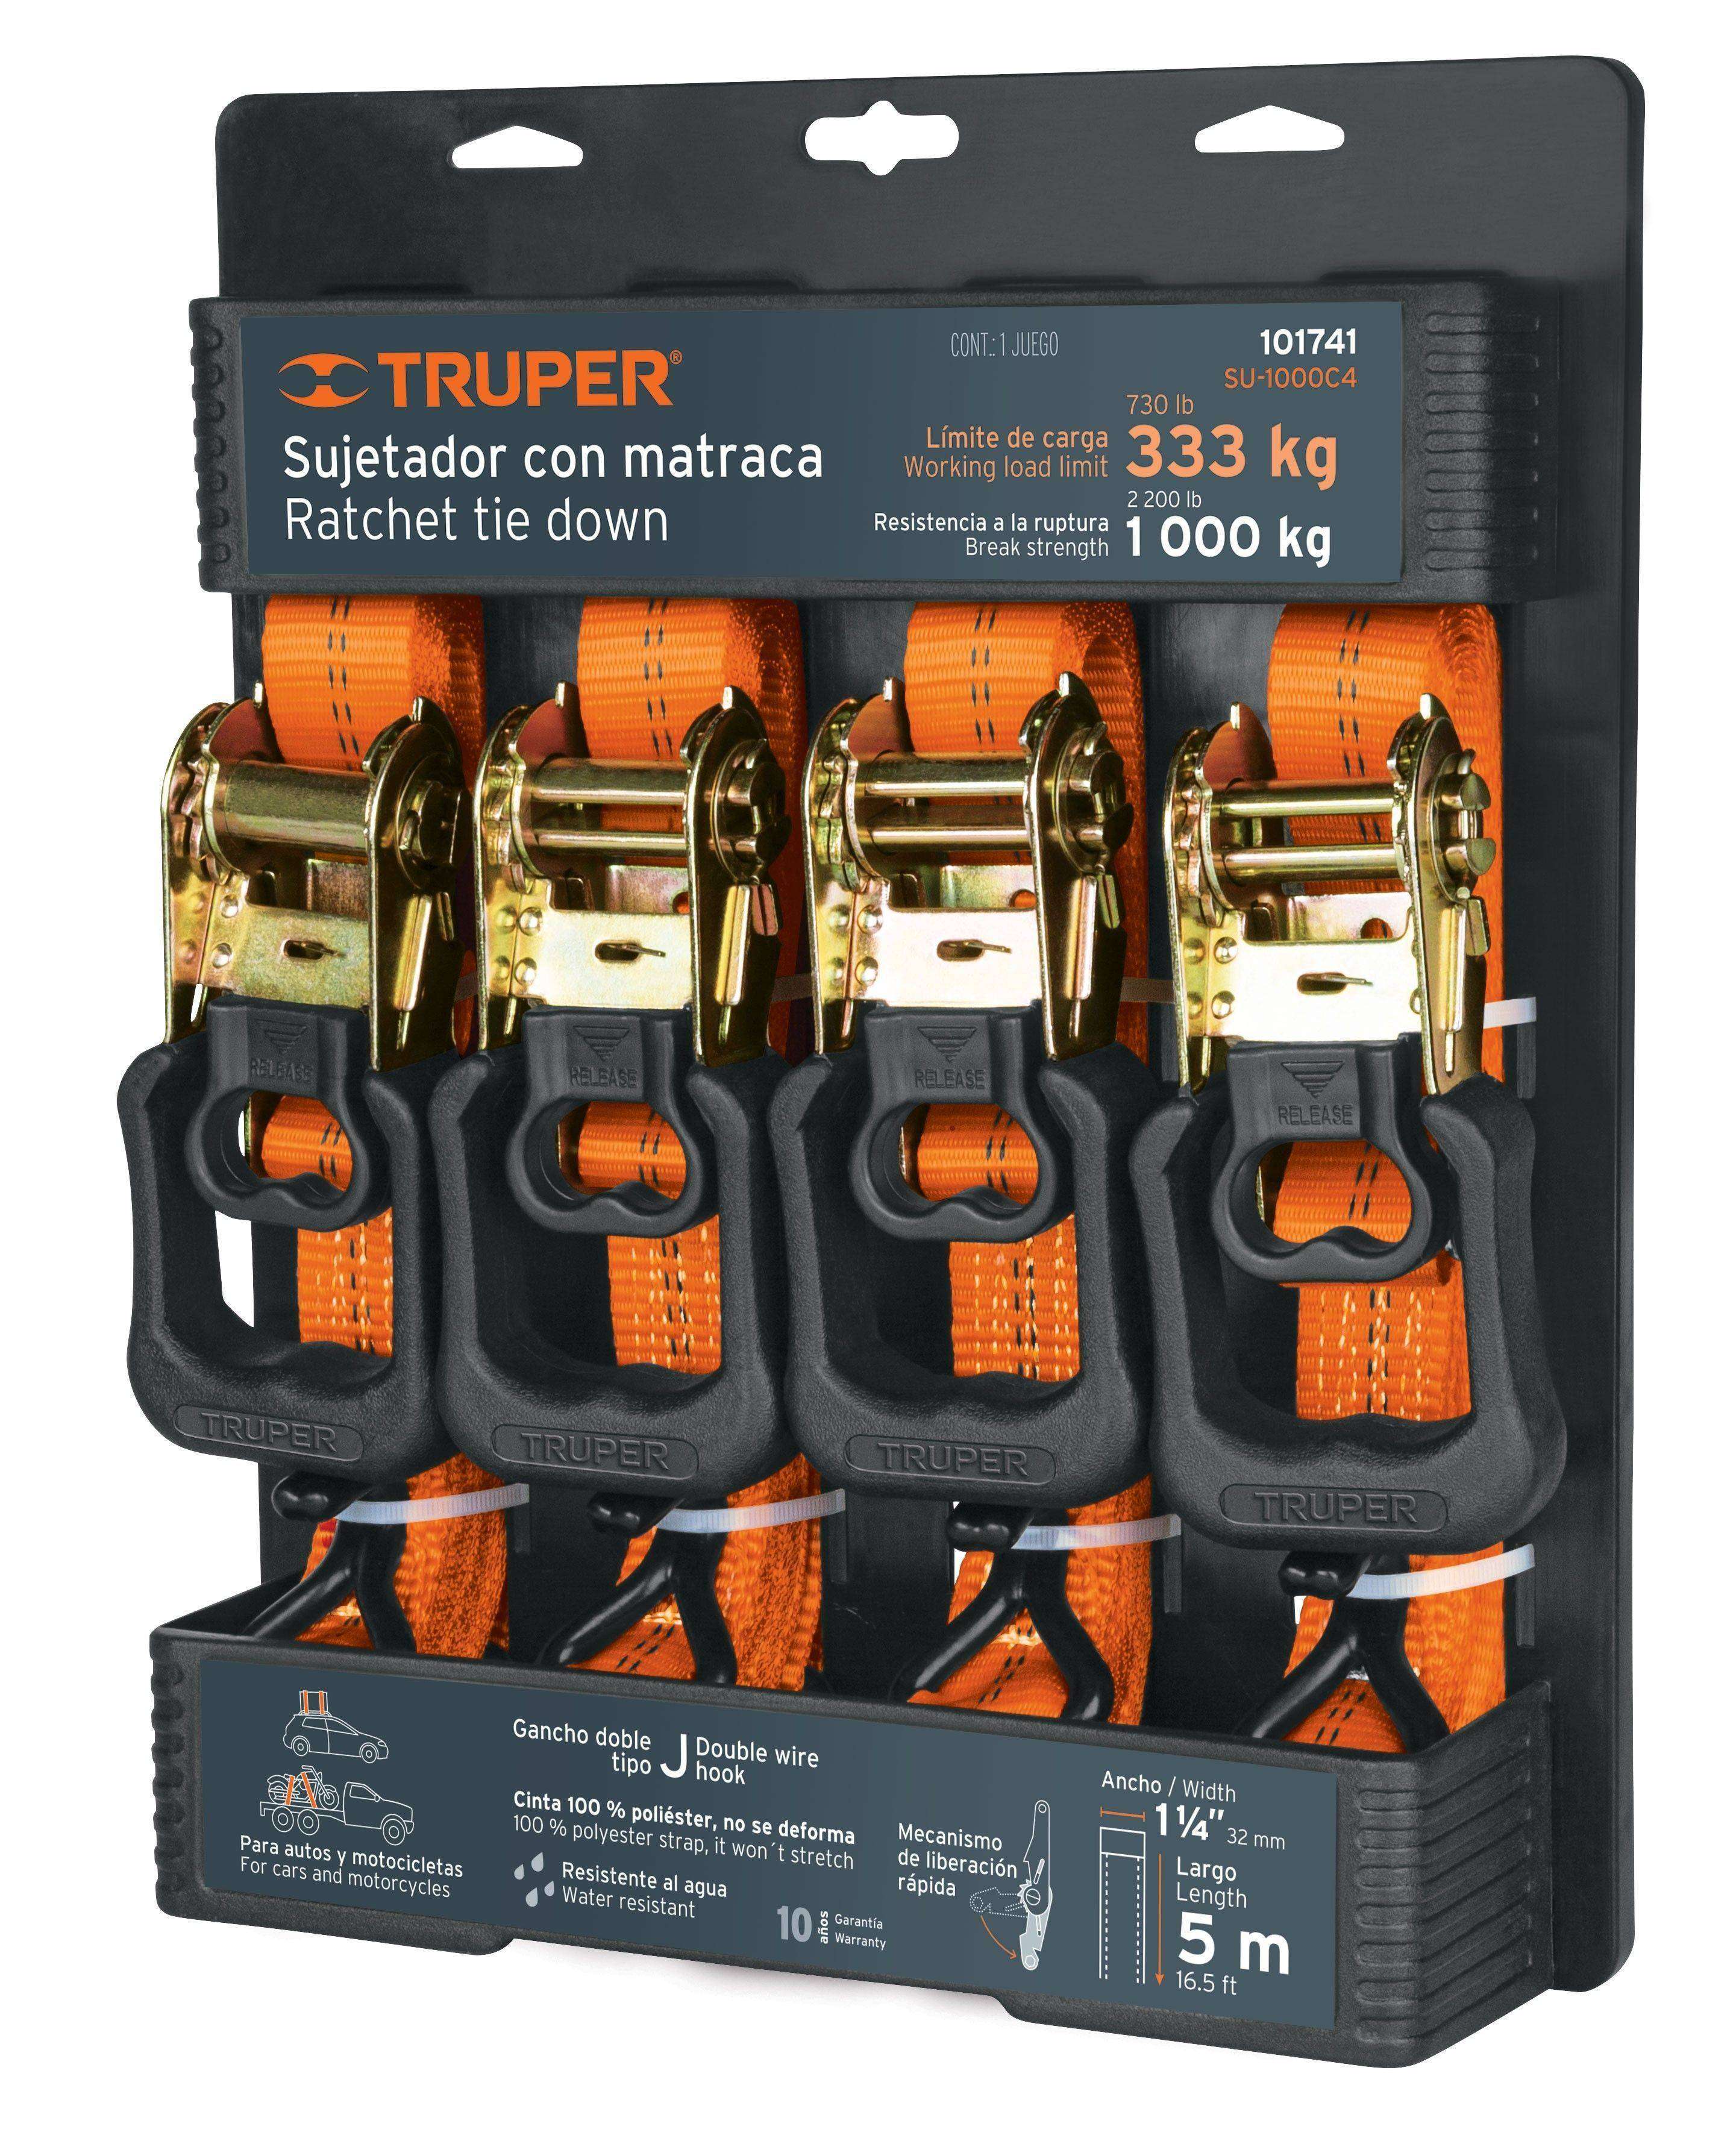 TRUPER®
Sujetador con matraca
Ratchet tie down
CONT.: 1 JUEGO
101741
SU-1000C4
730 lb
Límite de carga 333 kg
Working load limit
2 200 lb
Resistencia a la ruptura 1 000 kg
Break strength
RELEASE
RELEASE
RELEASE
RELEASE
TRUPER
TRUPER
TRUPER
TRUPER
Para autos y motocicletas
For cars and motorcycles
Gancho doble
tipo J
Double wire
hook
Cinta 100 % poliéster, no se deforma
100 % polyester strap, it won´t stretch
Resistente al agua
Water resistant
10 años Garantía
Warranty
Mecanismo
de liberación
rápida
Ancho / Width
1 ¼" 32 mm
Largo
Length
5 m
16.5 ft